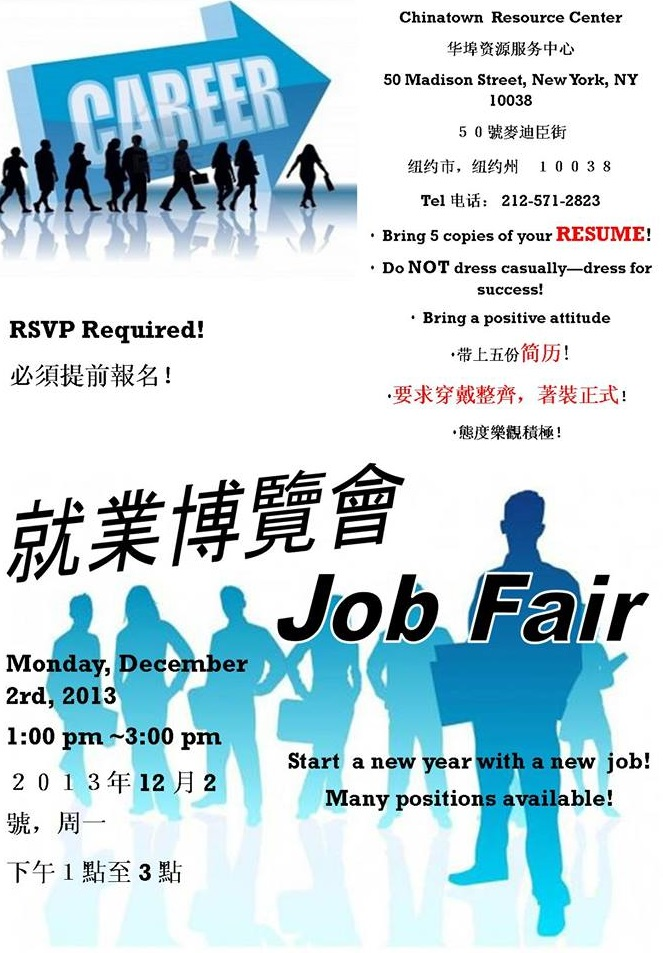 CAREER
Chinatown Resource Center
华埠资源服务中心
50 Madison Street, New York, NY
10038
５０號麥迪臣街
纽约市，纽约州 １００３８
Tel 电话： 212-571-2823
· Bring 5 copies of your RESUME!
· Do NOT dress casually—dress for
success!
· Bring a positive attitude
·带上五份简历!
·要求穿戴整齊，著裝正式!
·態度樂觀積極!
RSVP Required!
必須提前報名!
就業博覽會
Job Fair
Monday, December
2rd, 2013
1:00 pm ~3:00 pm
２０１３年 12 月 2
號，周一
下午１點至 3 點
Start a new year with a new job!
Many positions available!